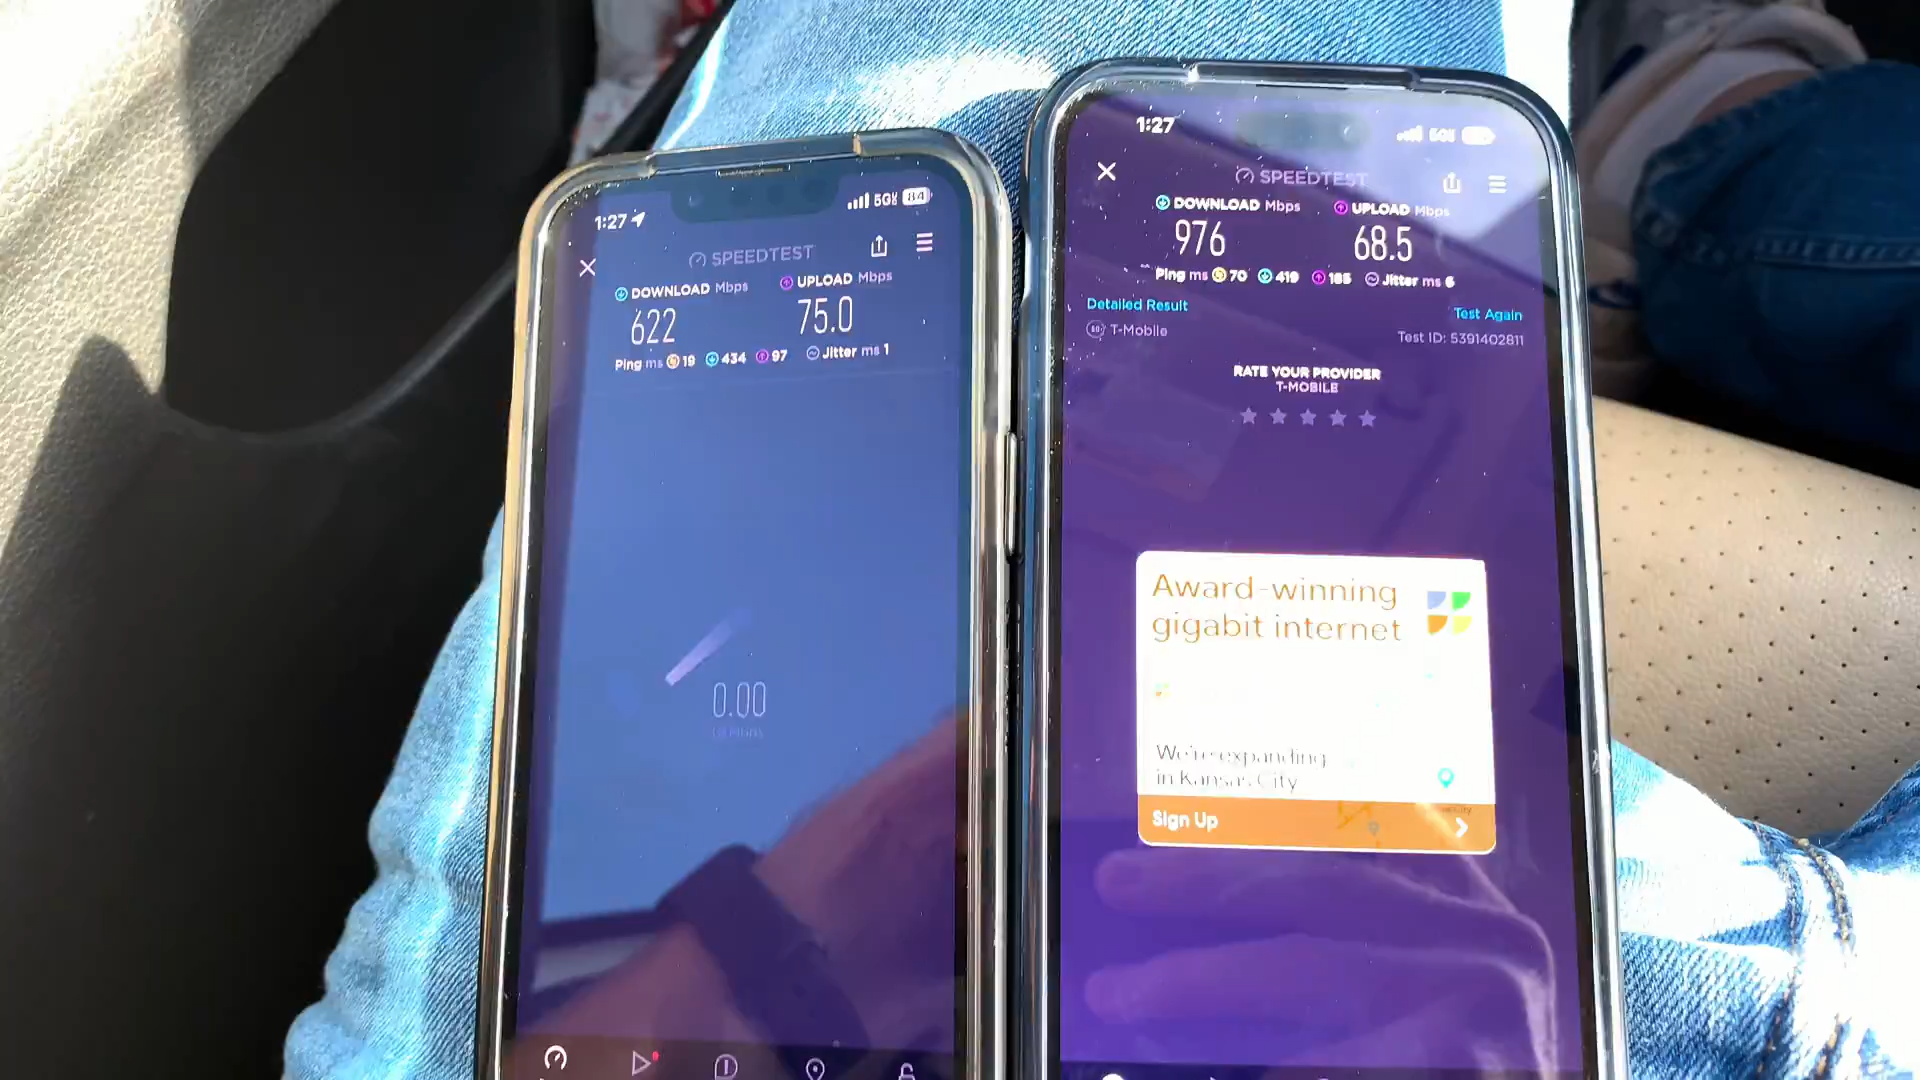 1:27
84
SPEEDTEST
DOWNLOAD Mbps
UPLOAD Mbps
622
75.0
Ping ms 19 434 97 Jitter ms 1
0.00
1:27
SPEEDTEST
DOWNLOAD Mbps
UPLOAD Mbps
976
68.5
Ping ms 70 419 185 Jitter ms 6
Detailed Result
Test Again
T-Mobile
Test ID: 5391402811
RATE YOUR PROVIDER
T-MOBILE
Award-winning
gigabit internet
We're expanding
in Kansas City
Sign Up